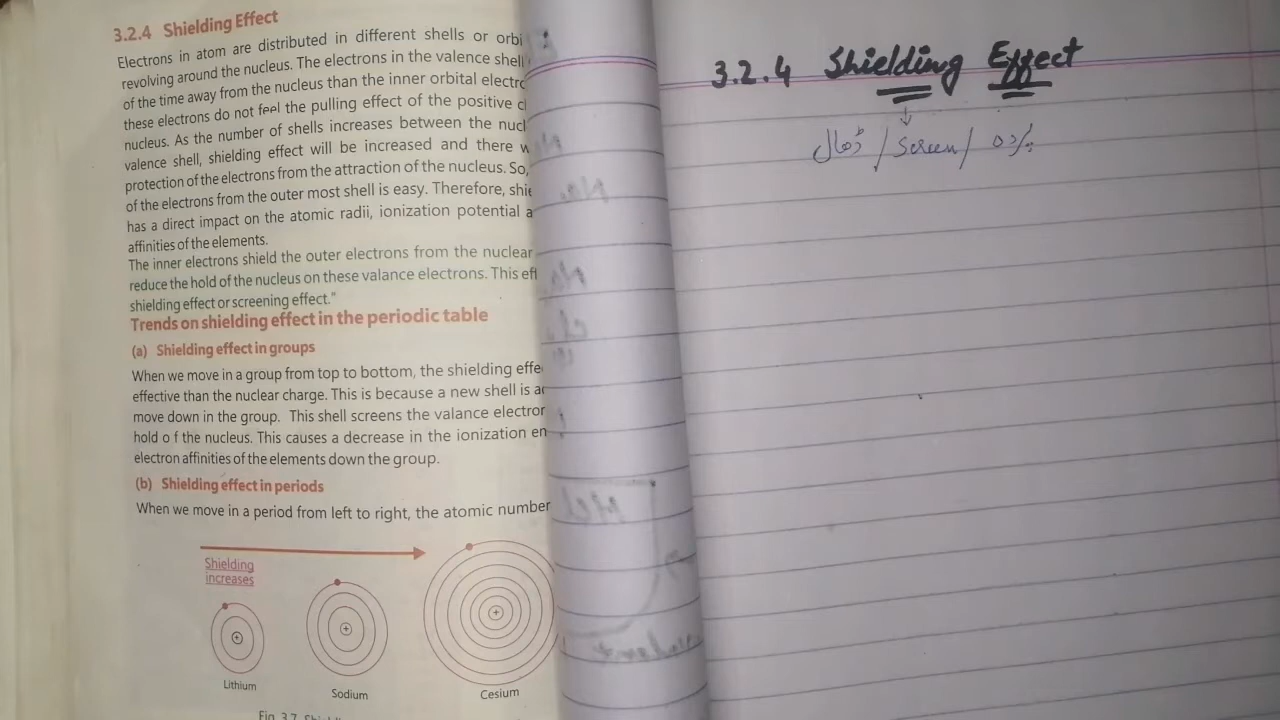 3.2.4 Shielding Effect
Electrons in atom are distributed in different shells or orbi
revolving around the nucleus. The electrons in the valence shell
of the time away from the nucleus than the inner orbital electro
these electrons do not feel the pulling effect of the positive c
nucleus. As the number of shells increases between the nucl
valence shell, shielding effect will be increased and there w
protection of the electrons from the attraction of the nucleus. So,
of the electrons from the outer most shell is easy. Therefore, shie
has a direct impact on the atomic radii, ionization potential a
affinities of the elements.
The inner electrons shield the outer electrons from the nuclear
reduce the hold of the nucleus on these valance electrons. This eff
shielding effect or screening effect."
Trends on shielding effect in the periodic table
(a) Shielding effect in groups
When we move in a group from top to bottom, the shielding effe
effective than the nuclear charge. This is because a new shell is a
move down in the group. This shell screens the valance electror
hold o f the nucleus. This causes a decrease in the ionization en
electron affinities of the elements down the group.
(b) Shielding effect in periods
When we move in a period from left to right, the atomic number
Shielding
increases
Lithium
Sodium
Cesium
Fig 3.7
3.2.4 Shielding Effect
ڈھال / Screen / پردہ